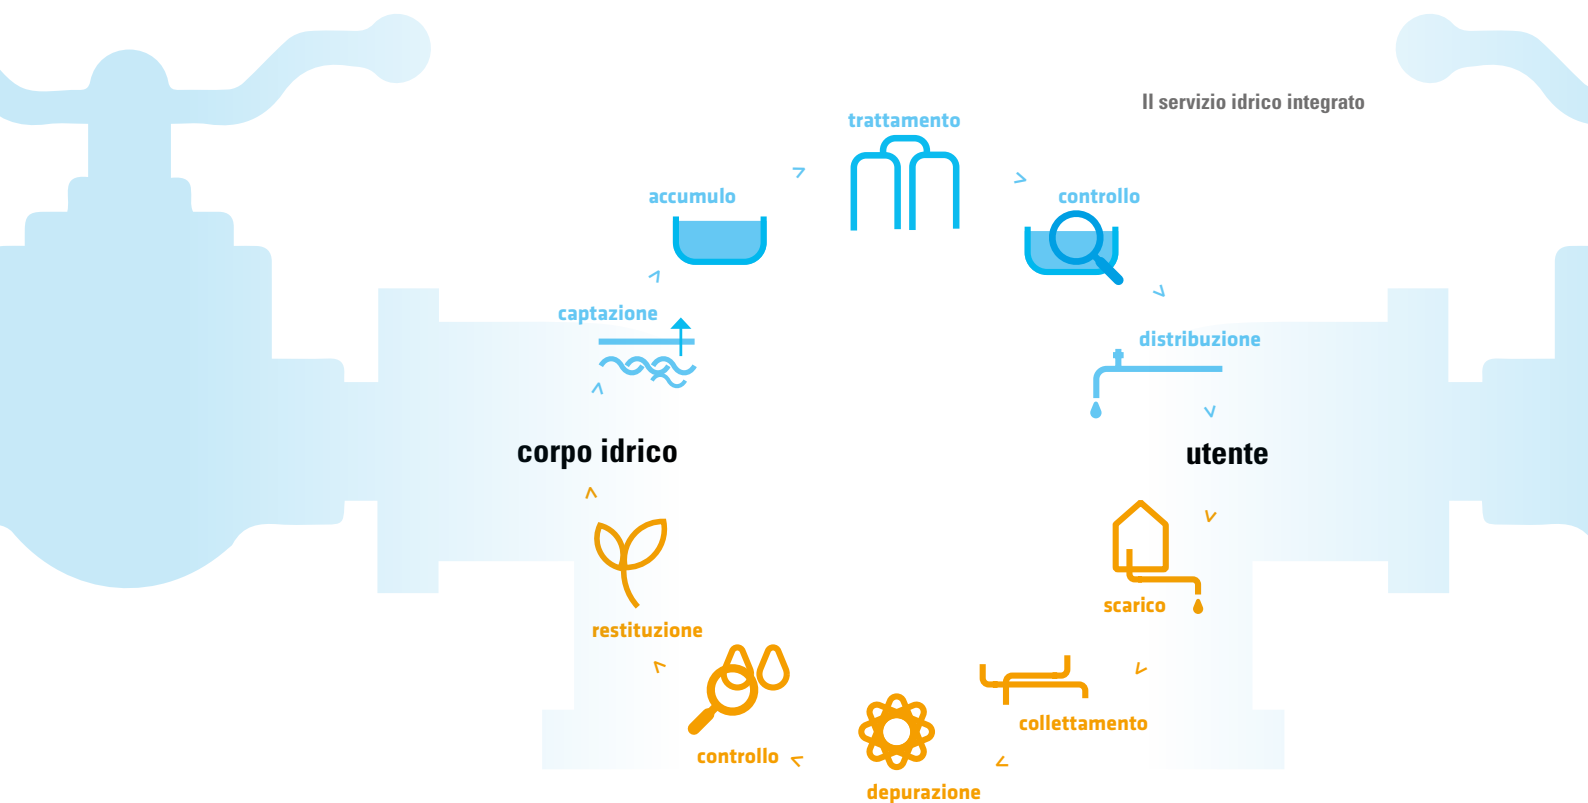 Il servizio idrico integrato
trattamento
accumulo
controllo
captazione
distribuzione
corpo idrico
utente
scarico
restituzione
collettamento
controllo
depurazione